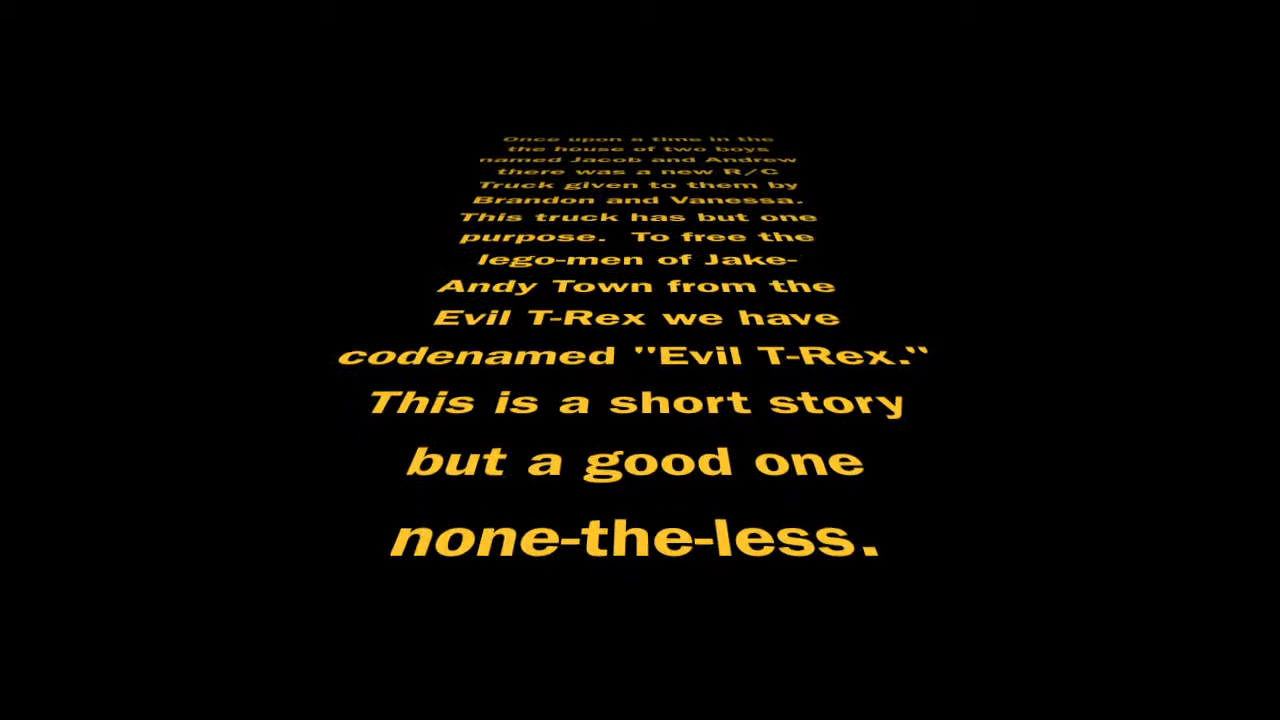 Once upon a time in the
the house of two boys
named Jacob and Andrew
there was a new R/C
Truck given to them by
Brandon and Vanessa.
This truck has but one
purpose.  To free the
lego-men of Jake-
Andy Town from the
Evil T-Rex we have
codenamed "Evil T-Rex."
This is a short story
but a good one
none-the-less.